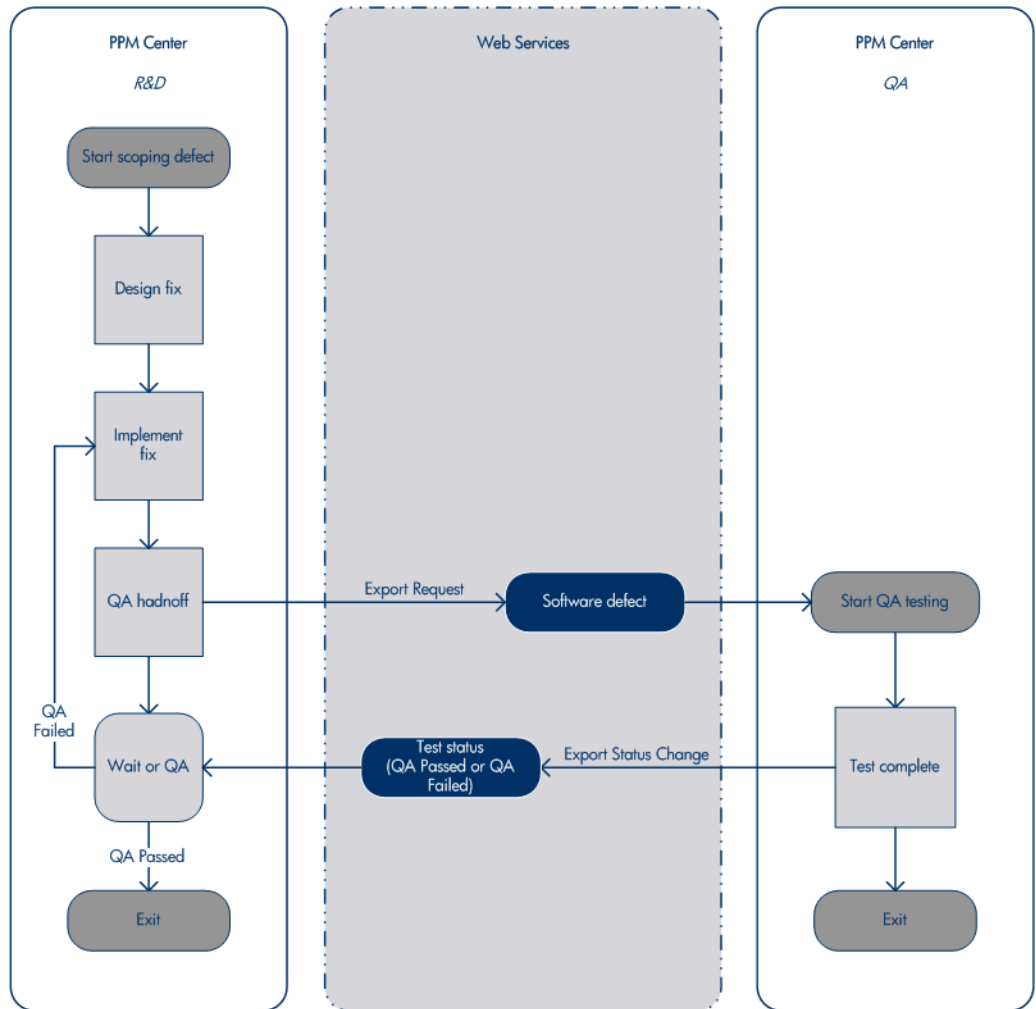 PPM Center
R&D
Start scoping defect
Design fix
Implement
fix
QA hadnoff
QA
Failed
Wait or QA
QA Passed
Exit
Web Services
Export Request
Software defect
Test status
(QA Passed or QA
Failed)
Export Status Change
PPM Center
QA
Start QA testing
Test complete
Exit